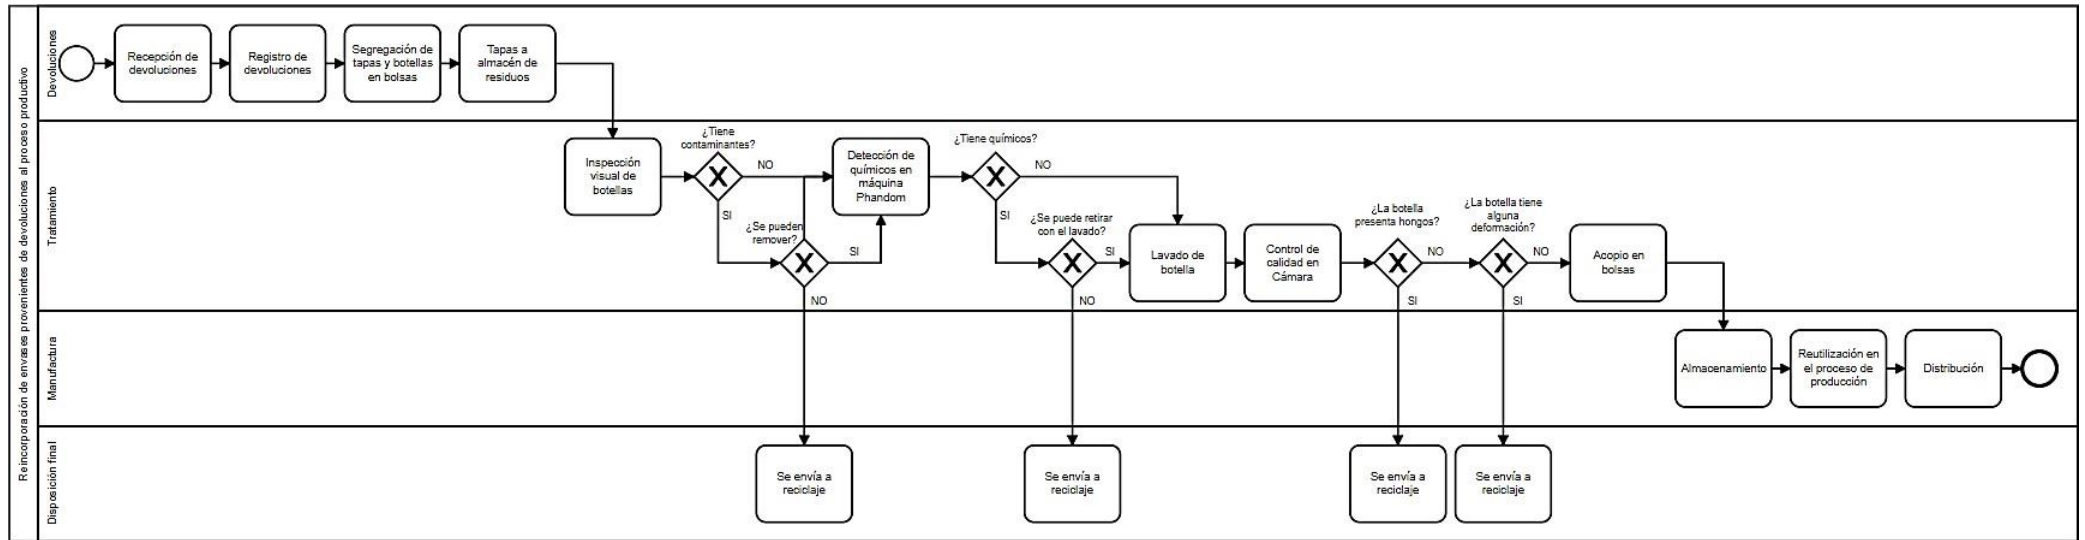 Reincorporación de envases provenientes de devoluciones al proceso productivo
Devoluciones
Recepción de
devoluciones
Registro de
devoluciones
Segregación de
tapas y botellas
en bolsas
Tapas a
almacén de
residuos
Tratamiento
Inspección
visual de
botellas
¿Tiene
contaminantes?
NO
SI
¿Se pueden
remover?
SI
NO
Detección de
químicos en
máquina
Phandom
¿Tiene químicos?
NO
SI
¿Se puede retirar
con el lavado?
SI
NO
Lavado de
botella
Control de
calidad en
Cámara
¿La botella
presenta hongos?
NO
SI
¿La botella tiene
alguna
deformación?
NO
SI
Acopio en
bolsas
Manufactura
Almacenamiento
Reutilización en
el proceso de
producción
Distribución
Disposición final
Se envía a
reciclaje
Se envía a
reciclaje
Se envía a
reciclaje
Se envía a
reciclaje